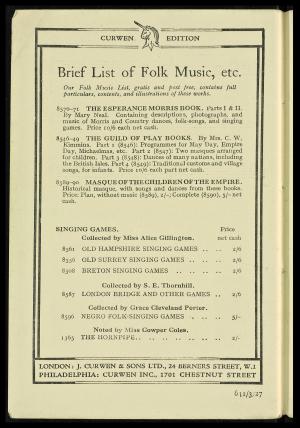 CURWEN EDITION
Brief List of Folk Music, etc.
Our Folk Music List, gratis and post free, contains full
particulars, contents, and illustrations of these works.
8370-71 THE ESPERANCE MORRIS BOOK. Parts I & II.
By Mary Neal. Containing descriptions, photographs, and
music of Morris and Country dances, folk-songs, and singing
games. Price 10/6 each net cash.
8546-49 THE GUILD OF PLAY BOOKS. By Mrs. C. W.
Kimmins. Part 1 (8546): Programmes for May Day, Empire
Day, Michaelmas, etc. Part 2 (8547): Two masques arranged
for children. Part 3 (8548): Dances of many nations, including
the British Isles. Part 4 (8549): Traditional customs and village
songs, for infants. Price 10/6 each part net cash.
8589-90 MASQUE OF THE CHILDREN OF THE EMPIRE.
Historical masque, with songs and dances from these books.
Price: Plan, without music (8589), 2/-; Complete (8590), 5/- net
cash.
SINGING GAMES. Price
Collected by Miss Alice Gillington. net cash
8361 OLD HAMPSHIRE SINGING GAMES .. .. 2/6
8356 OLD SURREY SINGING GAMES .. .. 2/6
8308 BRETON SINGING GAMES .. .. .. 2/6
Collected by S. E. Thornhill.
8587 LONDON BRIDGE AND OTHER GAMES .. 2/6
Collected by Grace Cleveland Porter.
8596 NEGRO FOLK-SINGING GAMES .. .. 5/-
Noted by Miss Cowper Coles.
1365 THE HORNPIPE.. .. .. .. .. 2/-
LONDON: J. CURWEN & SONS LTD., 24 BERNERS STREET, W.1
PHILADELPHIA: CURWEN INC., 1701 CHESTNUT STREET
642/3/27